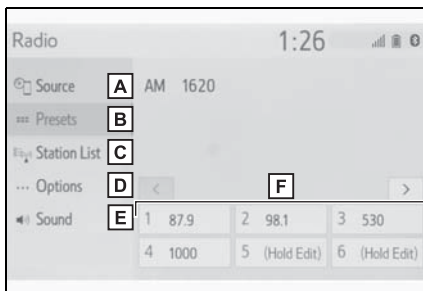 Radio 1:26
Source A AM 1620
Presets B
Station List C
Options D F
Sound E 1 87.9 2 98.1 3 530
4 1000 5 (Hold Edit) 6 (Hold Edit)